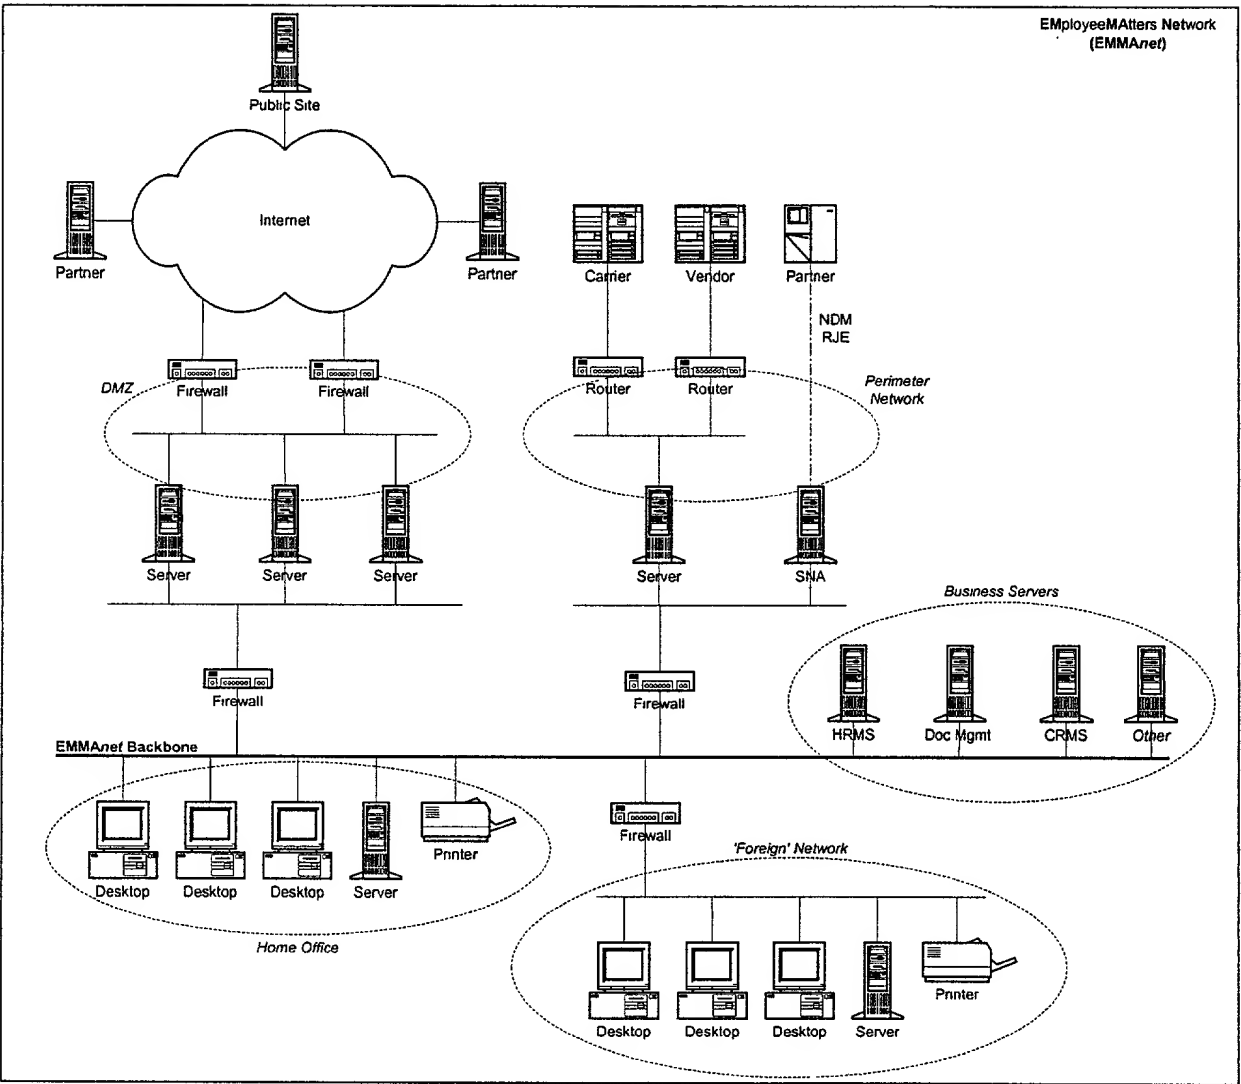 EMployeeMAtters Network
(EMMAnet)
Public Site
Internet
Partner
Partner
Carrier
Vendor
Partner
NDM
RJE
DMZ
Firewall
Firewall
Router
Router
Perimeter
Network
Server
Server
Server
Server
SNA
Business Servers
Firewall
Firewall
HRMS
Doc Mgmt
CRMS
Other
EMMAnet Backbone
Desktop
Desktop
Desktop
Server
Printer
Firewall
Home Office
'Foreign' Network
Desktop
Desktop
Desktop
Server
Printer